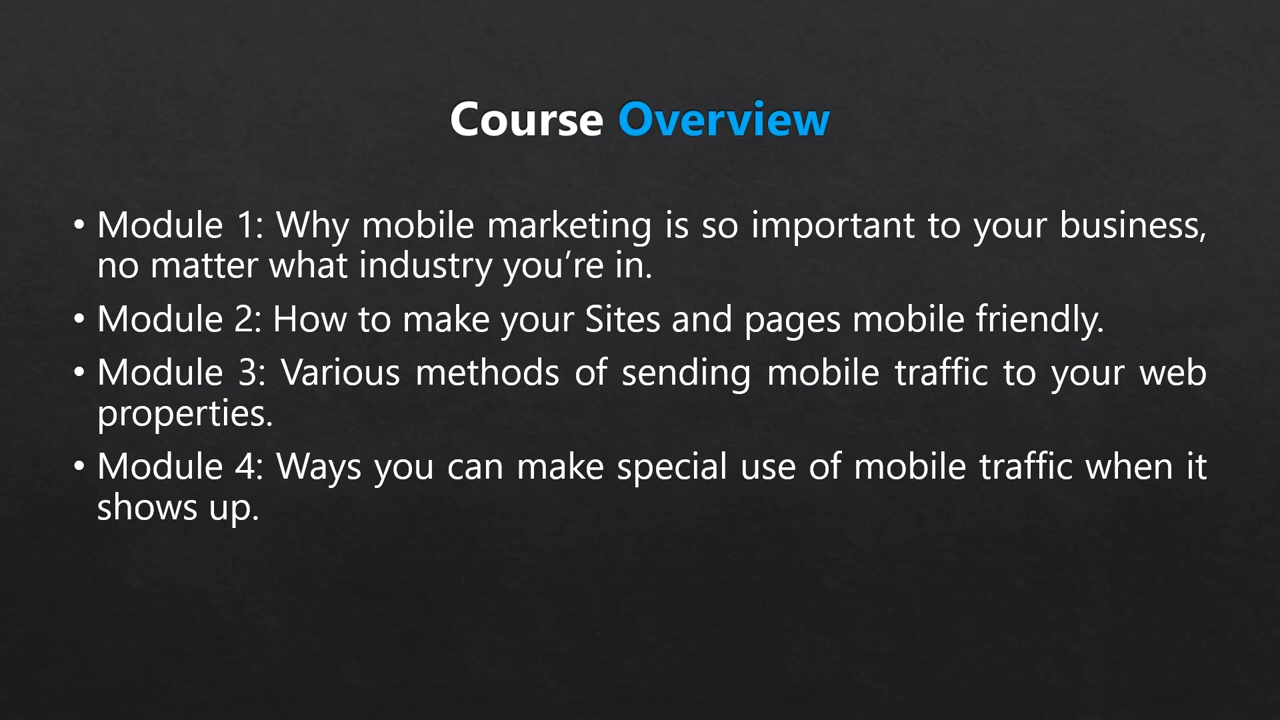 Course Overview
• Module 1: Why mobile marketing is so important to your business,
no matter what industry you’re in.
• Module 2: How to make your Sites and pages mobile friendly.
• Module 3: Various methods of sending mobile traffic to your web
properties.
• Module 4: Ways you can make special use of mobile traffic when it
shows up.